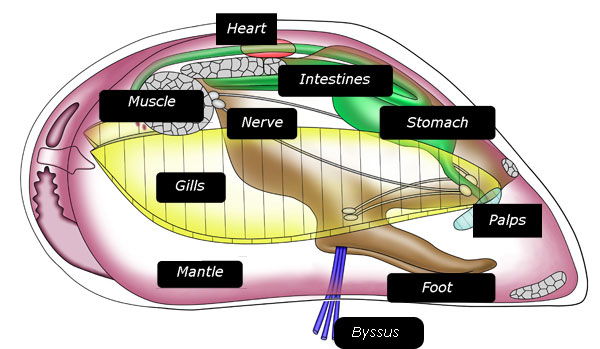 Heart
Intestines
Muscle
Nerve
Stomach
Gills
Palps
Mantle
Foot
Byssus